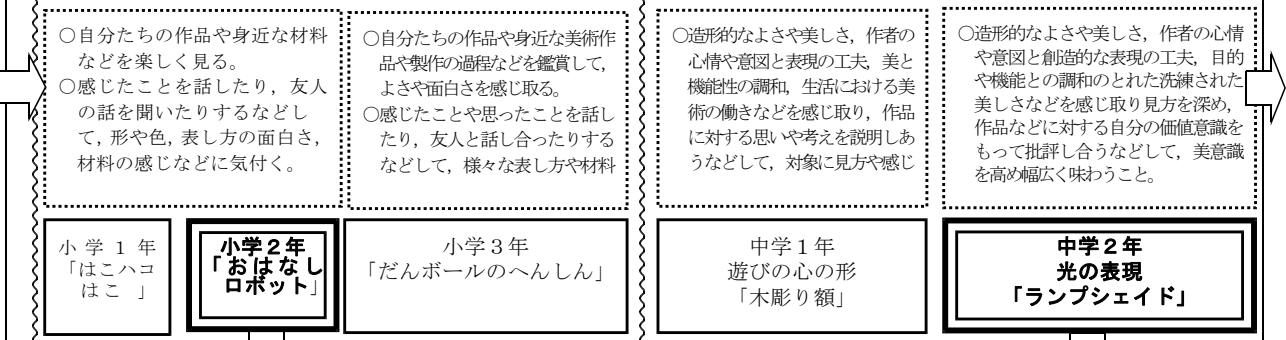 ○自分たちの作品や身近な材料
などを楽しく見る。
○感じたことを話したり，友人
の話を聞いたりするなどし
て，形や色，表し方の面白さ，
材料の感じなどに気付く。
○自分たちの作品や身近な美術作
品や製作の過程などを鑑賞して，
よさや面白さを感じ取る。
○感じたことや思ったことを話し
たり，友人と話し合ったりする
などして，様々な表し方や材料
○造形的なよさや美しさ，作者の
心情や意図と表現の工夫，美と
機能性の調和，生活における美
術の働きなどを感じ取り，作品
に対する思いや考えを説明しあ
うなどして，対象に見方や感じ
○造形的なよさや美しさ，作者の心情
や意図と創造的な表現の工夫，目的
や機能との調和のとれた洗練された
美しさなどを感じ取り見方を深め，
作品などに対する自分の価値意識を
もって批評し合うなどして，美意識
を高め幅広く味わうこと。
小学１年
「はこハコ
はこ 」
小学２年
「おはなし
ロボット」
小学３年
「だんボールのへんしん」
中学１年
遊びの心の形
「木彫り額」
中学２年
光の表現
「ランプシェイド」